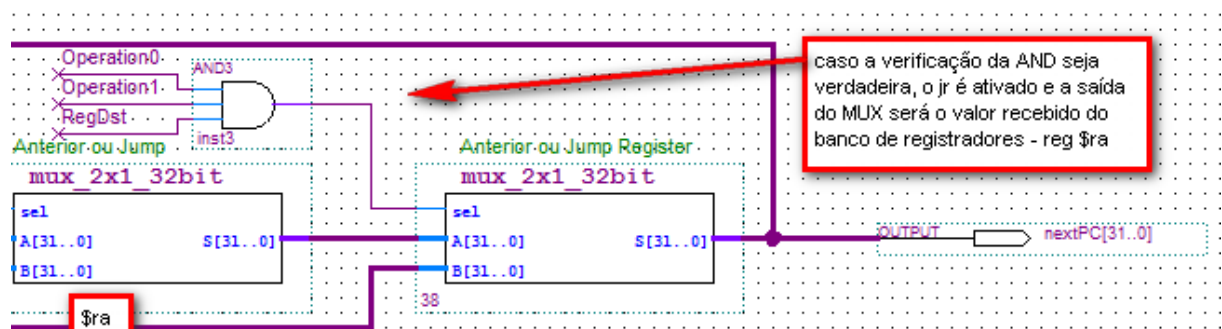 Operation0
Operation1
RegDst
AND3
inst3
caso a verificação da AND seja
verdadeira, o jr é ativado e a saída
do MUX será o valor recebido do
banco de registradores - reg $ra
Anterior ou Jump
mux_2x1_32bit
sel
A[31..0]
S[31..0]
B[31..0]
Anterior ou Jump Register
mux_2x1_32bit
sel
A[31..0]
S[31..0]
B[31..0]
38
OUTPUT
nextPC[31..0]
$ra